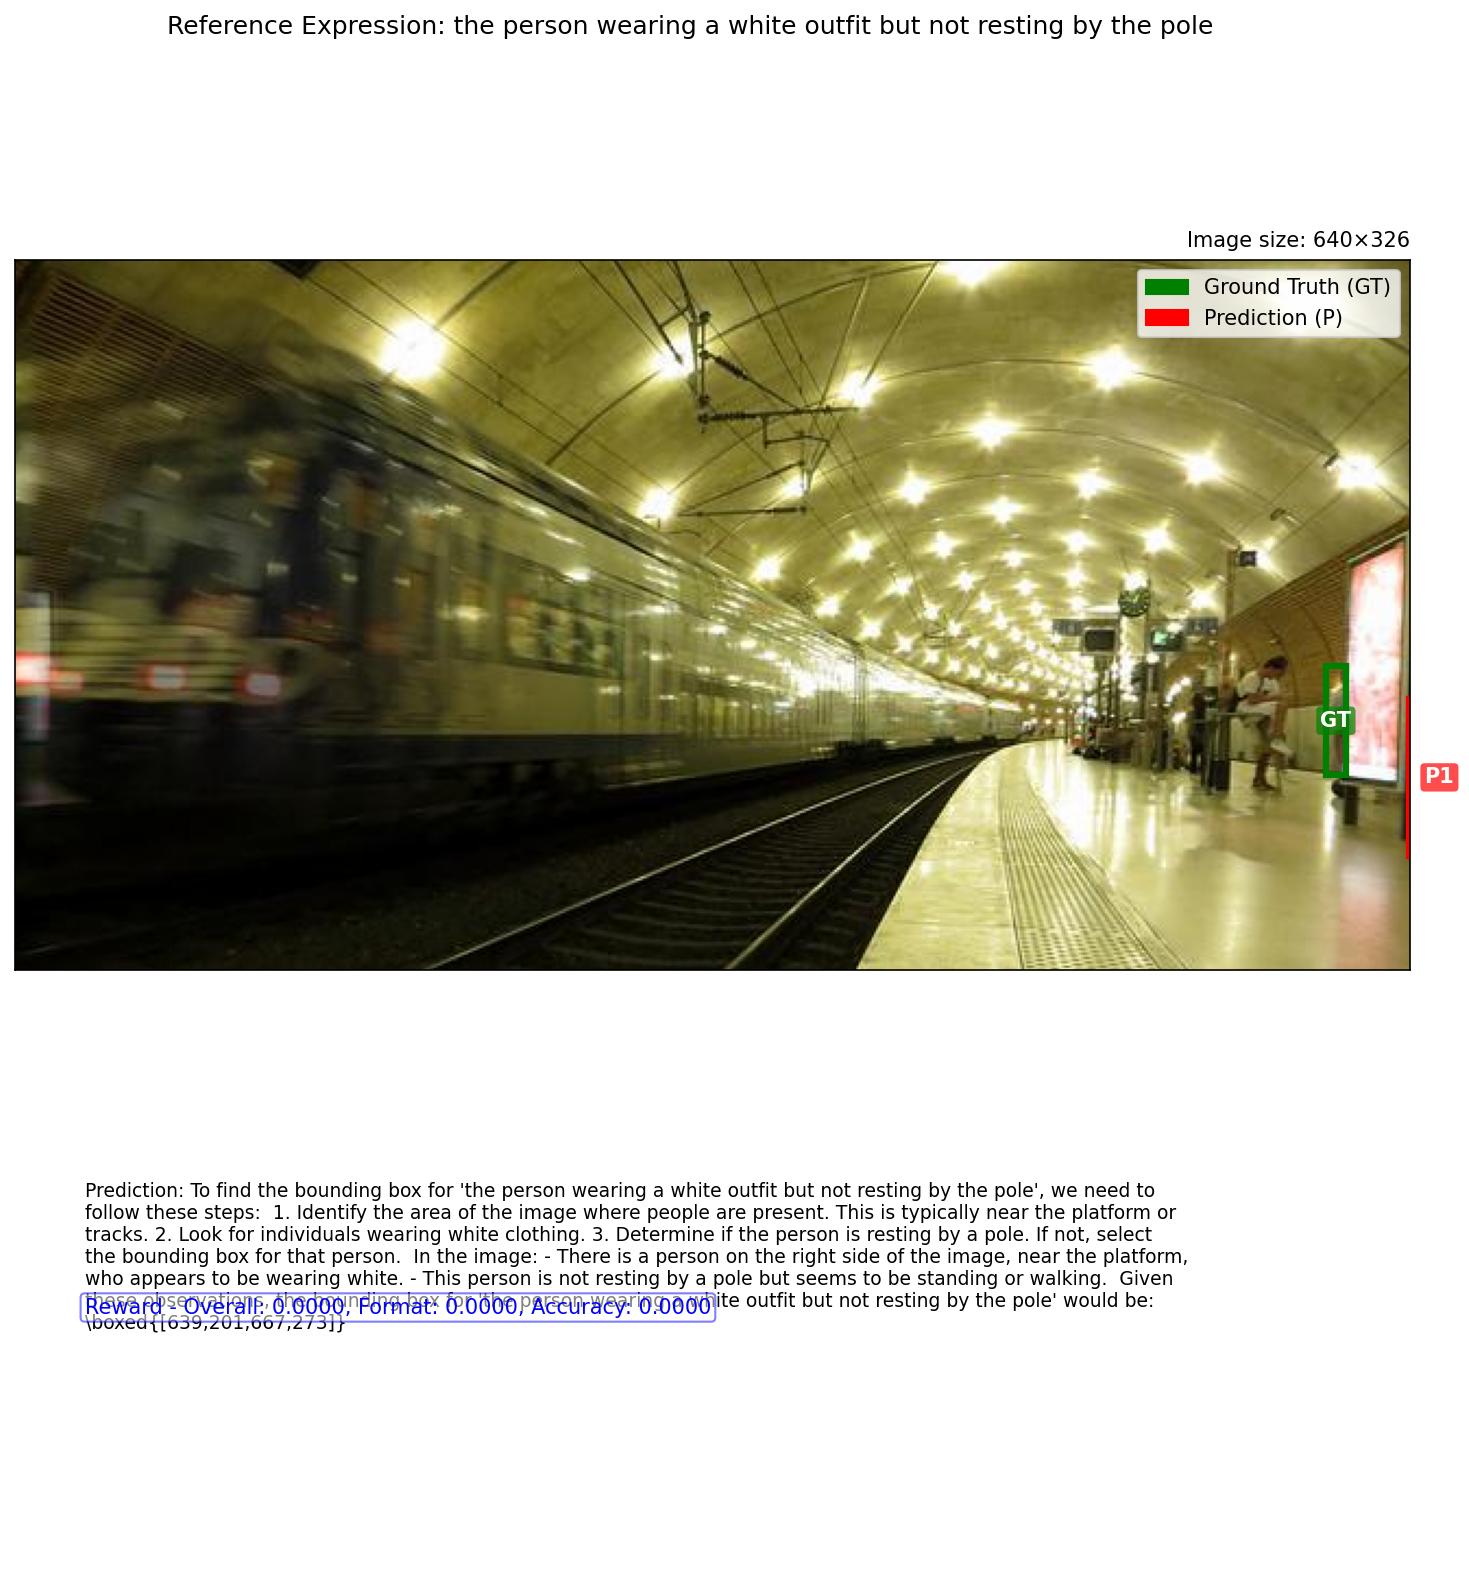 Reference Expression: the person wearing a white outfit but not resting by the pole
Image size: 640×326
Ground Truth (GT)
Prediction (P)
GT
P1
Prediction: To find the bounding box for 'the person wearing a white outfit but not resting by the pole', we need to
follow these steps:  1. Identify the area of the image where people are present. This is typically near the platform or
tracks. 2. Look for individuals wearing white clothing. 3. Determine if the person is resting by a pole. If not, select
the bounding box for that person.  In the image: - There is a person on the right side of the image, near the platform,
who appears to be wearing white. - This person is not resting by a pole but seems to be standing or walking.  Given
these observations, the bounding box for 'the person wearing a white outfit but not resting by the pole' would be:
Reward - Overall: 0.0000, Format: 0.0000, Accuracy: 0.0000
\boxed{[639,201,667,273]}